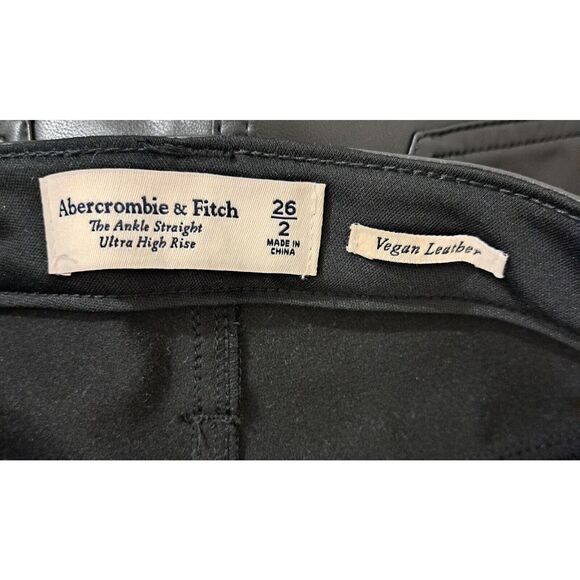 Abercrombie & Fitch
The Ankle Straight
Ultra High Rise
26
2
MADE IN
CHINA
Vegan Leather